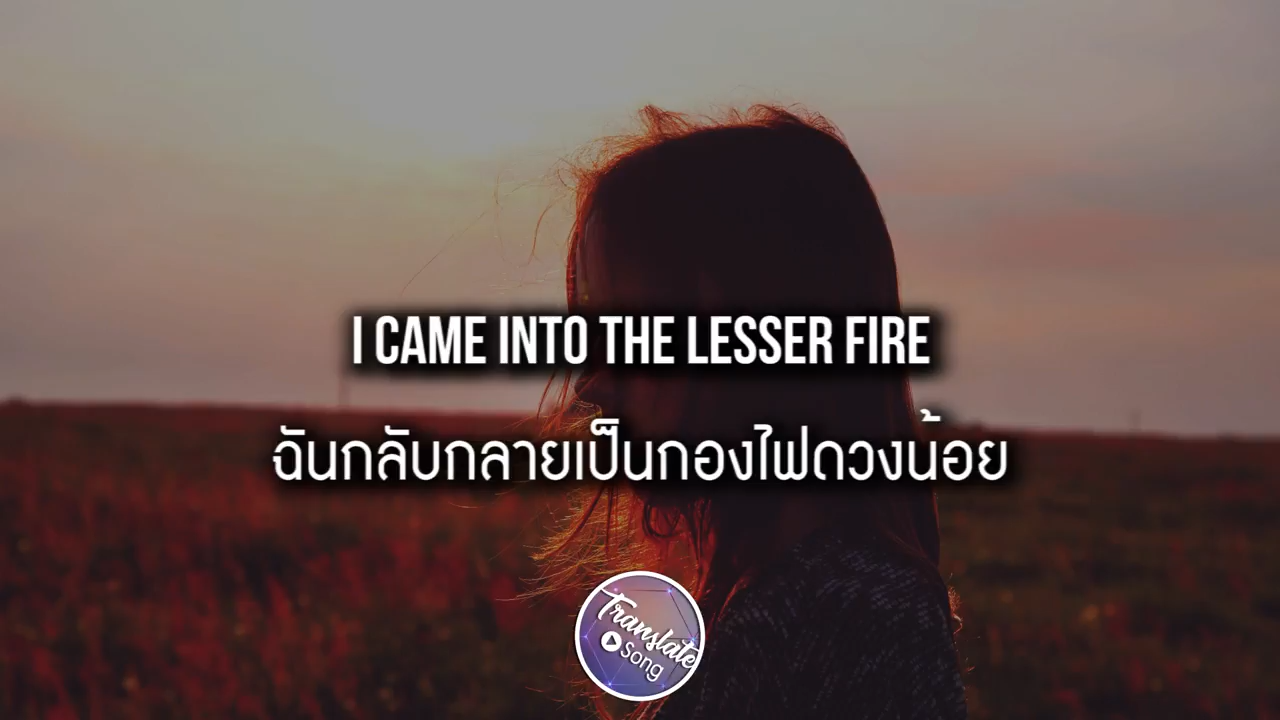 I CAME INTO THE LESSER FIRE
ฉันกลับกลายเป็นกองไฟดวงน้อย
Translate
Song